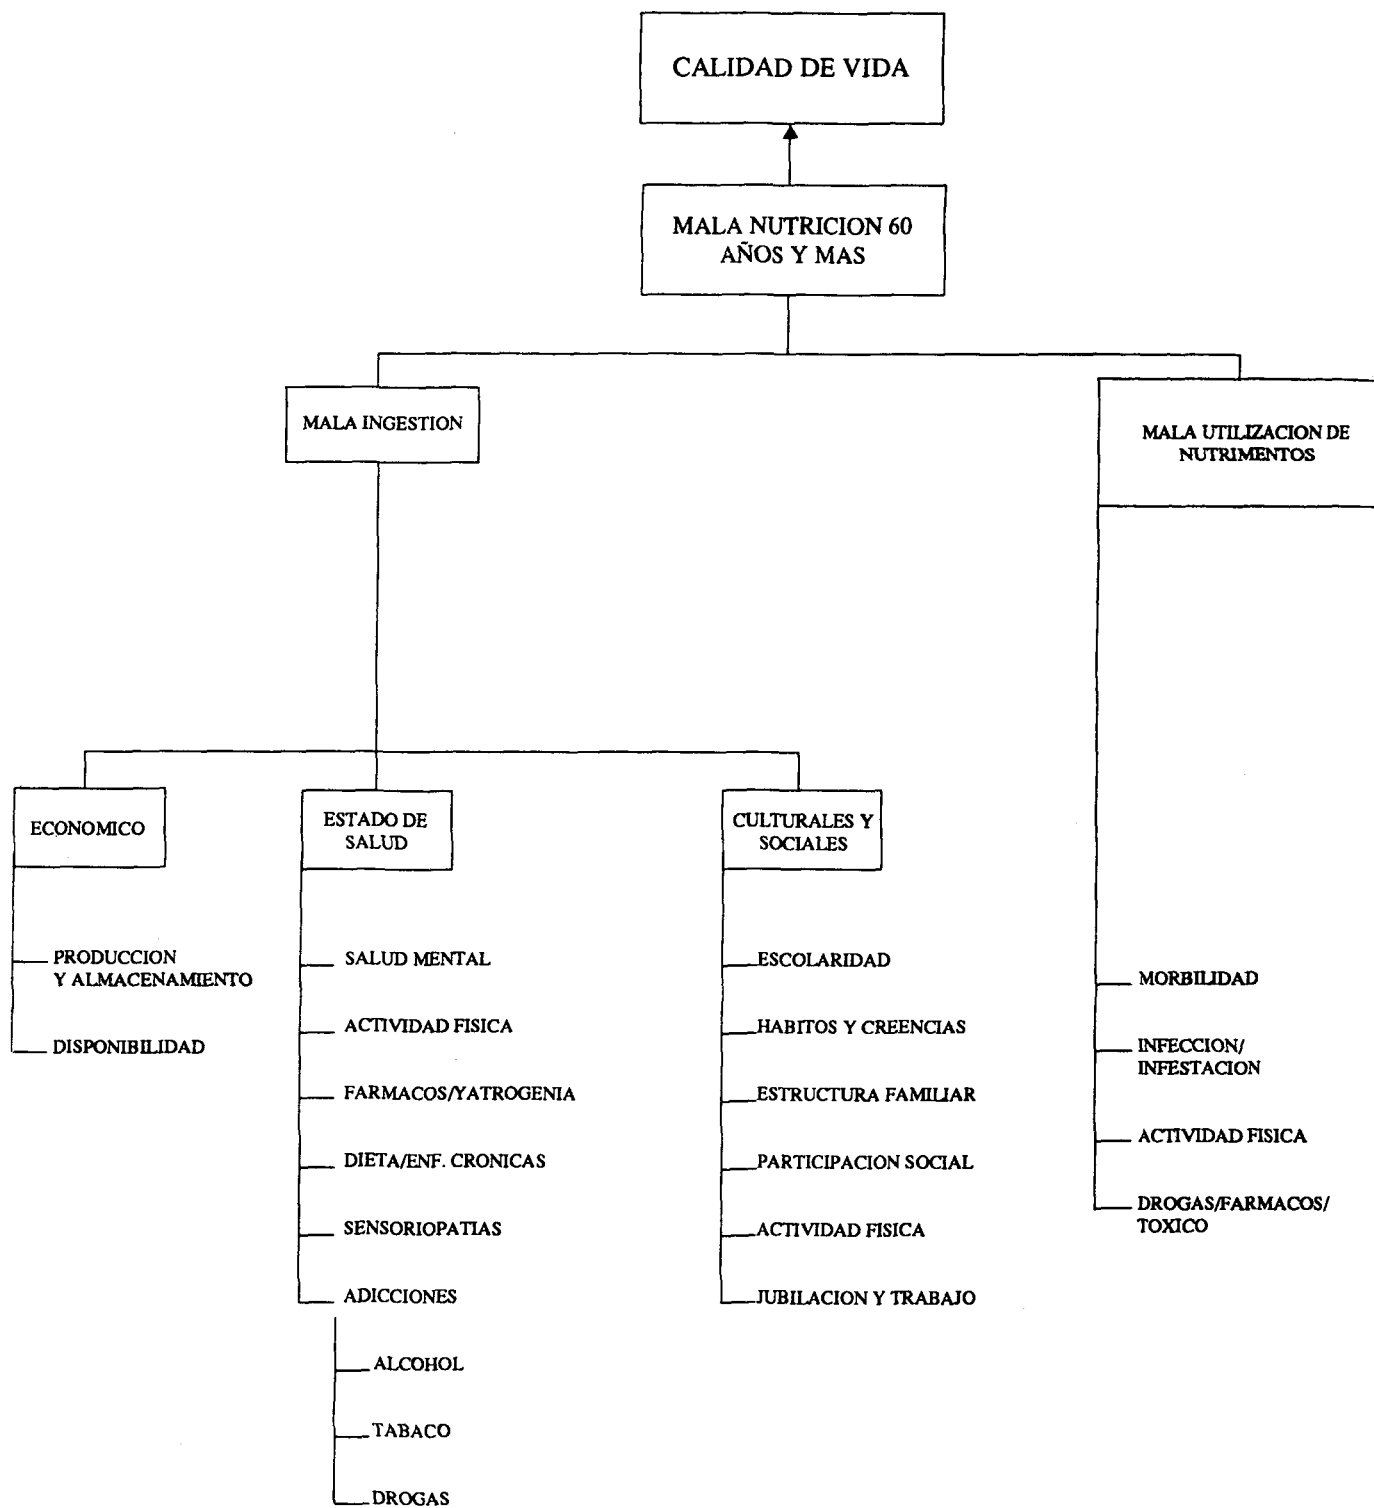 CALIDAD DE VIDA
MALA NUTRICION 60
AÑOS Y MAS
MALA INGESTION
MALA UTILIZACION DE
NUTRIMENTOS
ECONOMICO
PRODUCCION
Y ALMACENAMIENTO
DISPONIBILIDAD
ESTADO DE
SALUD
SALUD MENTAL
ACTIVIDAD FISICA
FARMACOS/YATROGENIA
DIETA/ENF. CRONICAS
SENSORIOPATIAS
ADICCIONES
ALCOHOL
TABACO
DROGAS
CULTURALES Y
SOCIALES
ESCOLARIDAD
HABITOS Y CREENCIAS
ESTRUCTURA FAMILIAR
PARTICIPACION SOCIAL
ACTIVIDAD FISICA
JUBILACION Y TRABAJO
MORBILIDAD
INFECCION/
INFESTACION
ACTIVIDAD FISICA
DROGAS/FARMACOS/
TOXICO